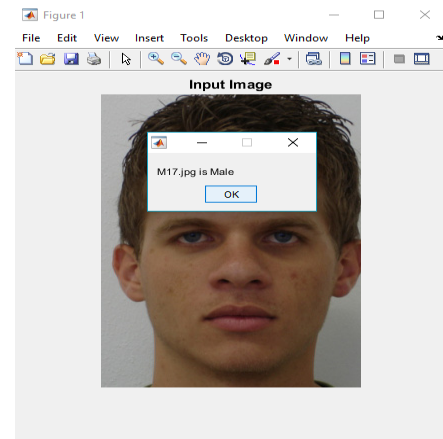 Figure 1
File Edit View Insert Tools Desktop Window Help
Input Image
M17.jpg is Male
OK